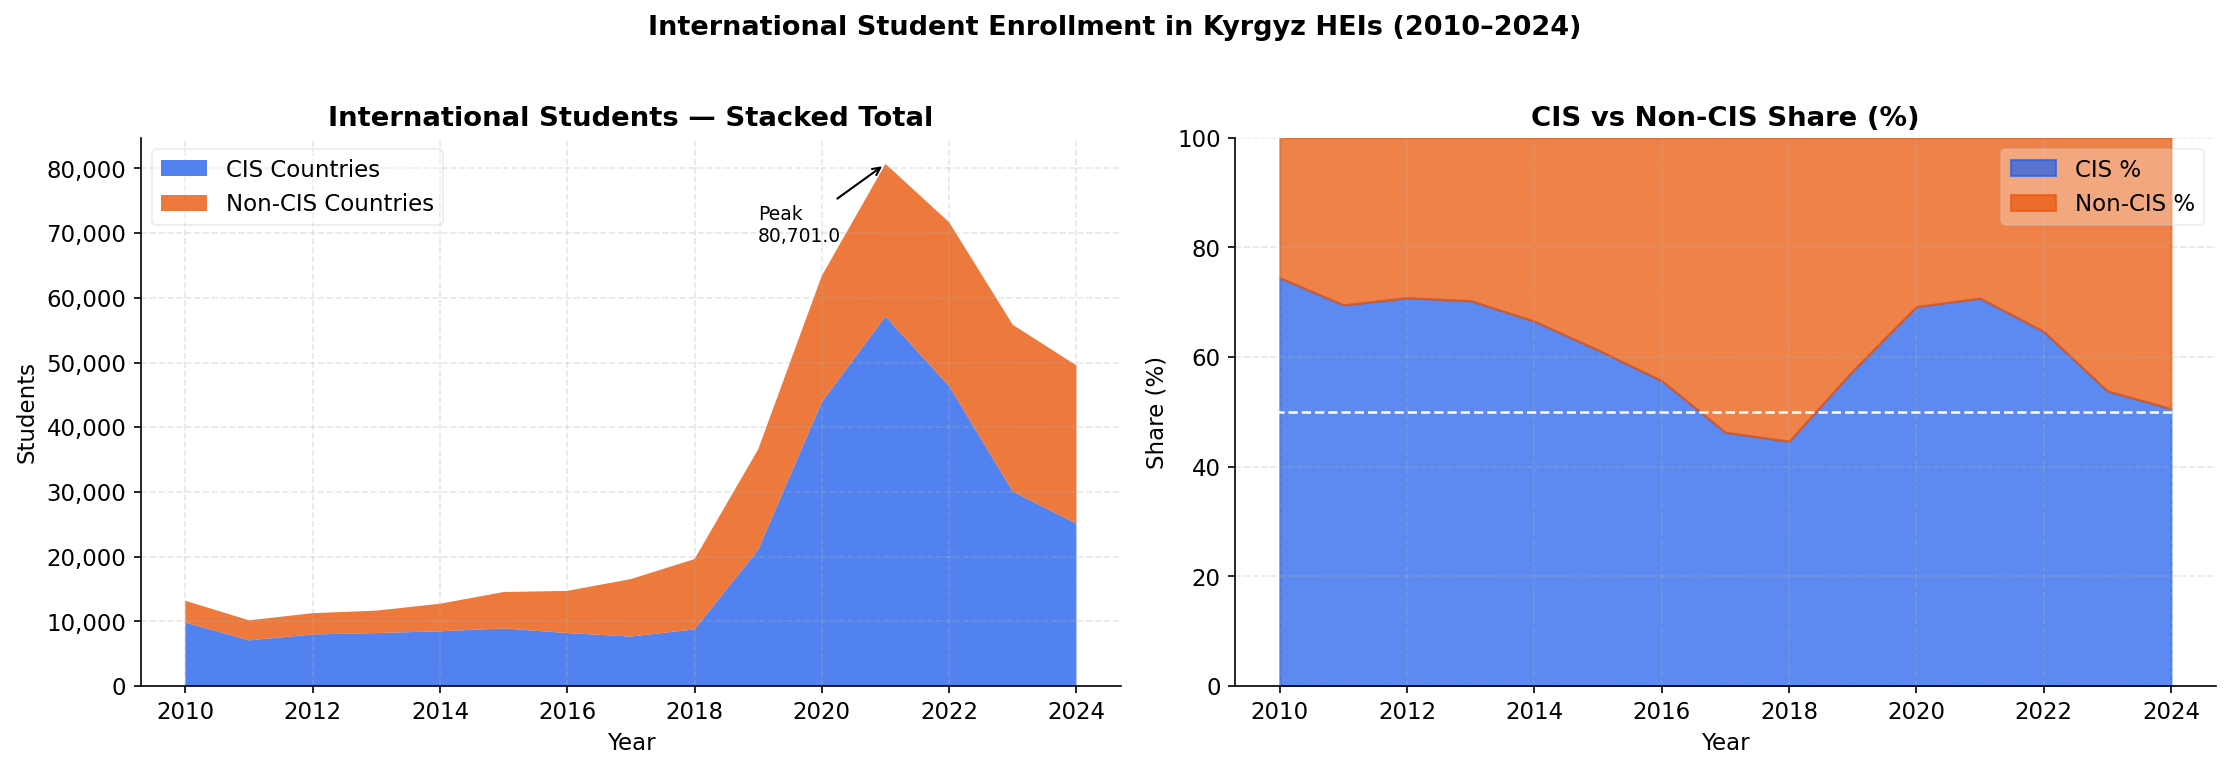 International Student Enrollment in Kyrgyz HEIs (2010–2024)
International Students — Stacked Total
CIS Countries
Non-CIS Countries
Peak
80,701.0
80,000
70,000
60,000
50,000
40,000
30,000
20,000
10,000
0
Students
2010 2012 2014 2016 2018 2020 2022 2024
Year
CIS vs Non-CIS Share (%)
CIS %
Non-CIS %
100
80
60
40
20
0
Share (%)
2010 2012 2014 2016 2018 2020 2022 2024
Year